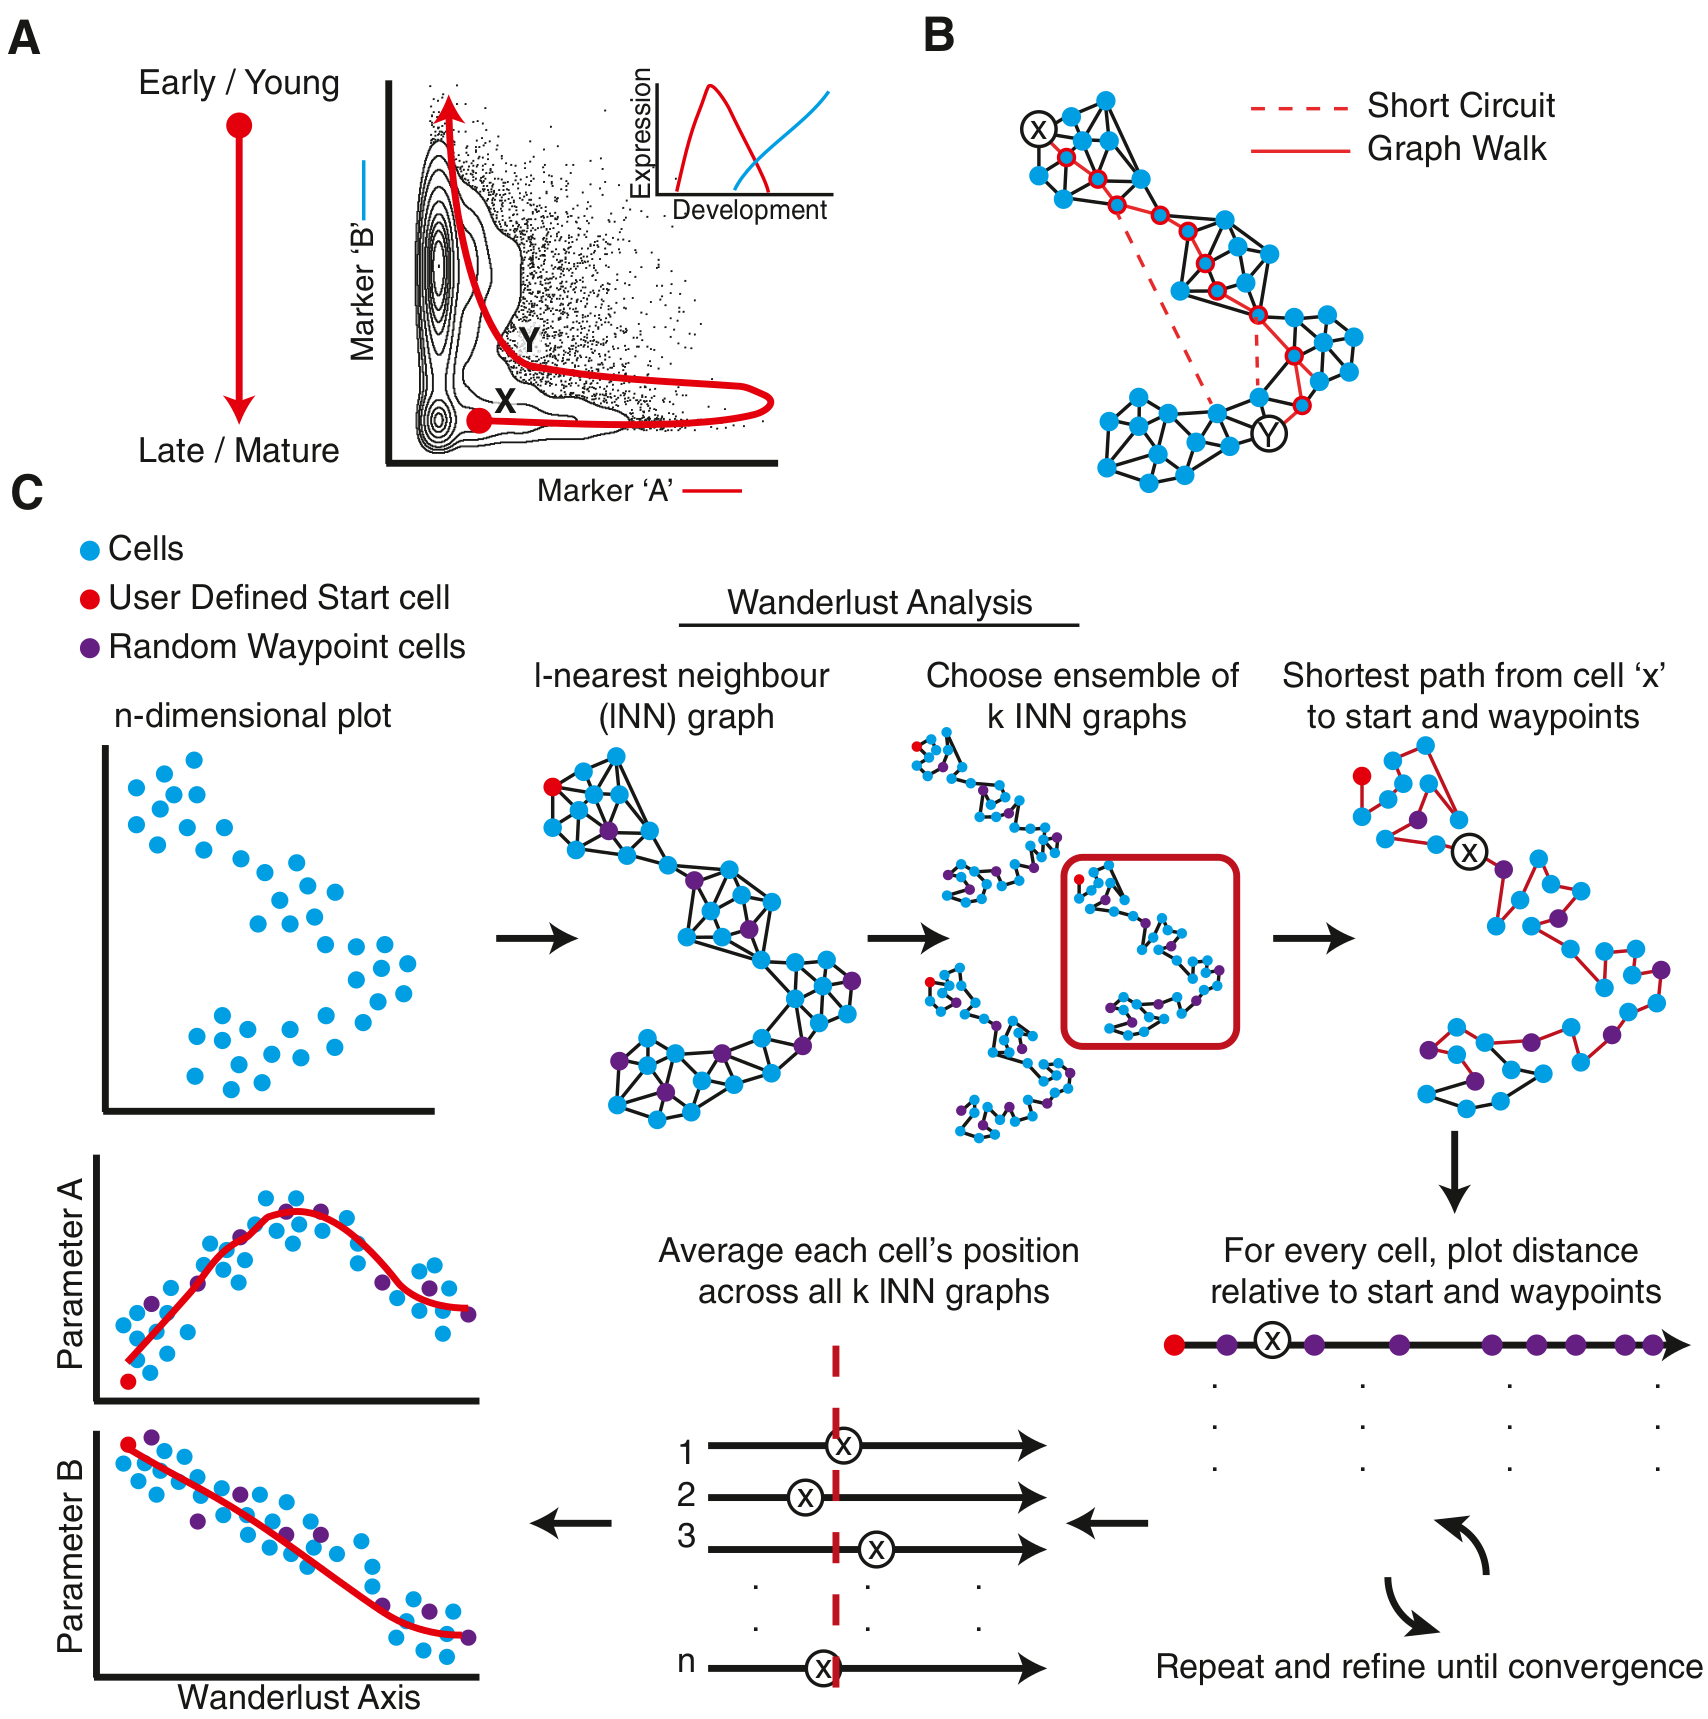 A
Early / Young
Late / Mature
Marker ‘B’
Marker ‘A’
Y
X
Expression
Development
B
Short Circuit
Graph Walk
X
Y
C
Cells
User Defined Start cell
Random Waypoint cells
Wanderlust Analysis
n-dimensional plot
l-nearest neighbour
(lNN) graph
Choose ensemble of
k lNN graphs
Shortest path from cell ‘x’
to start and waypoints
X
For every cell, plot distance
relative to start and waypoints
X
Repeat and refine until convergence
Average each cell’s position
across all k lNN graphs
1
X
2
X
3
X
n
X
Parameter A
Parameter B
Wanderlust Axis